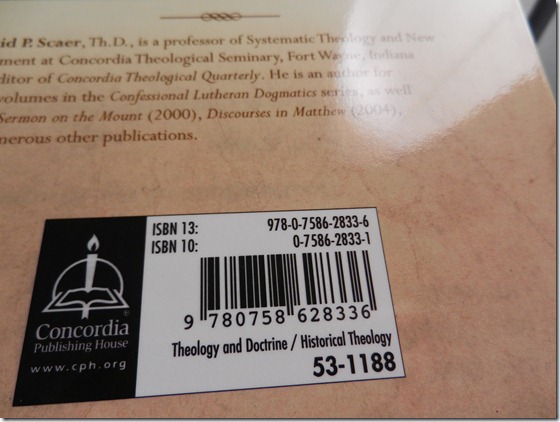 id P. Scaer, Th.D., is a professor of Systematic Theology and New
ment at Concordia Theological Seminary, Fort Wayne, Indiana
ditor of Concordia Theological Quarterly. He is an author for
volumes in the Confessional Lutheran Dogmatics series, as well
Sermon on the Mount (2000), Discourses in Matthew (2004),
nerous other publications.
ISBN 13: 978-0-7586-2833-6
ISBN 10: 0-7586-2833-1
9 780758 628336
Theology and Doctrine / Historical Theology
53-1188
Concordia®
Publishing House
www.cph.org